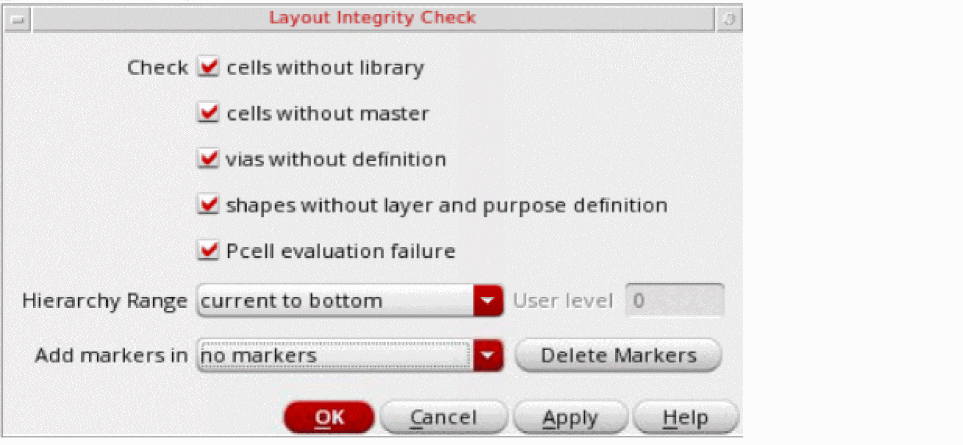 Layout Integrity Check
Check cells without library
cells without master
vias without definition
shapes without layer and purpose definition
Pcell evaluation failure
Hierarchy Range current to bottom User level 0
Add markers in no markers Delete Markers
OK Cancel Apply Help